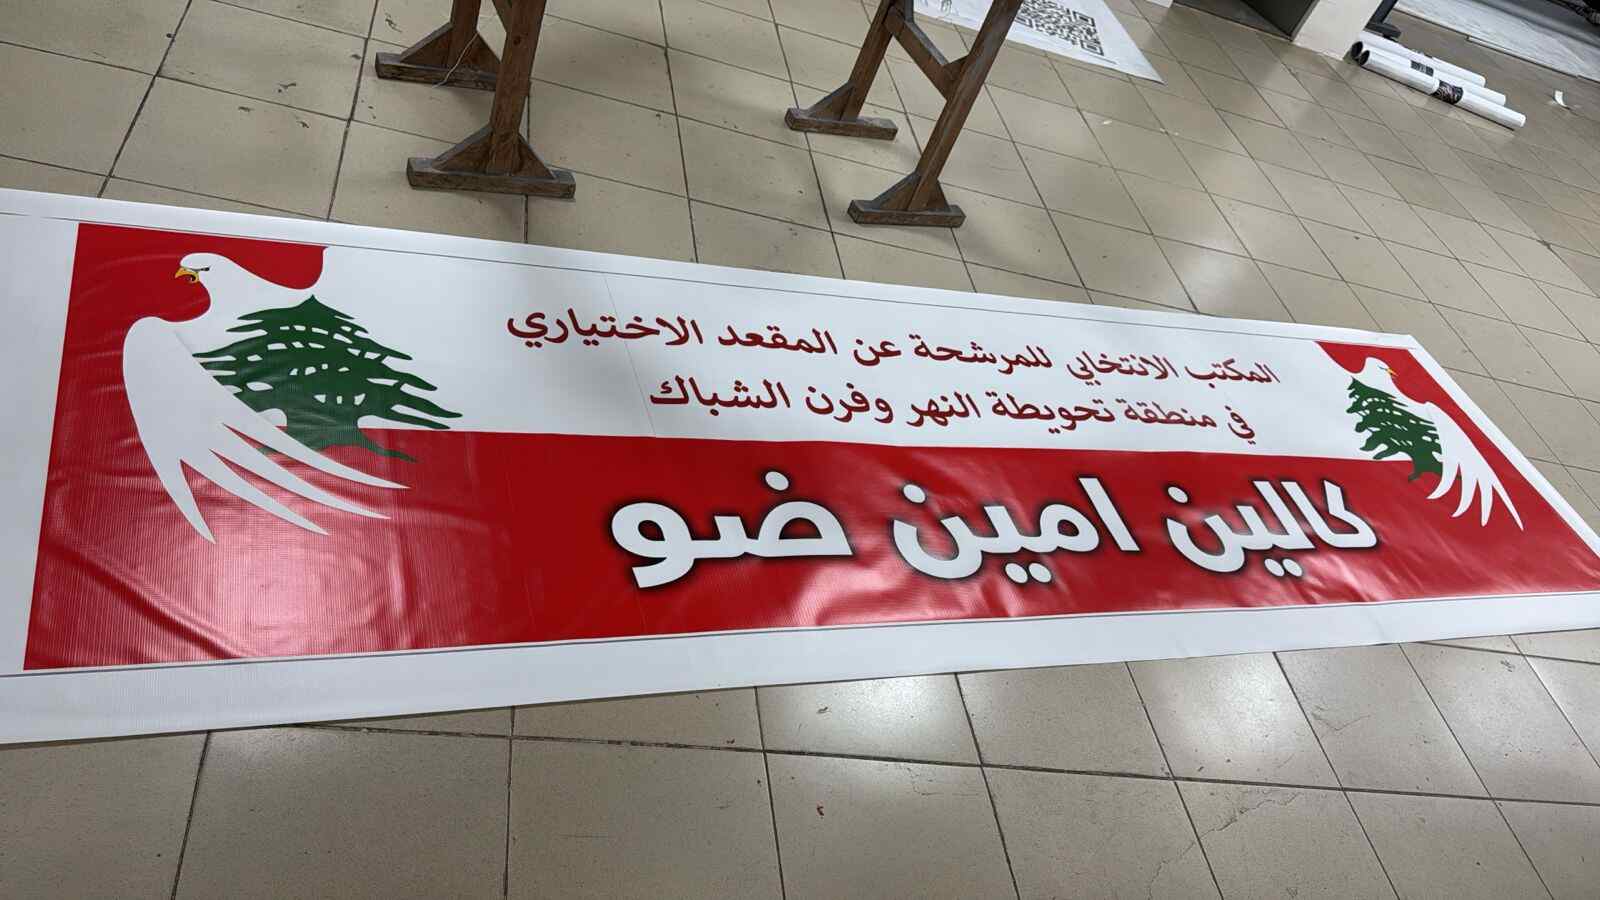 المكتب الانتخابي للمرشحة عن المقعد الاختياري
في منطقة تحويطة النهر وفرن الشباك
كالين امين ضو